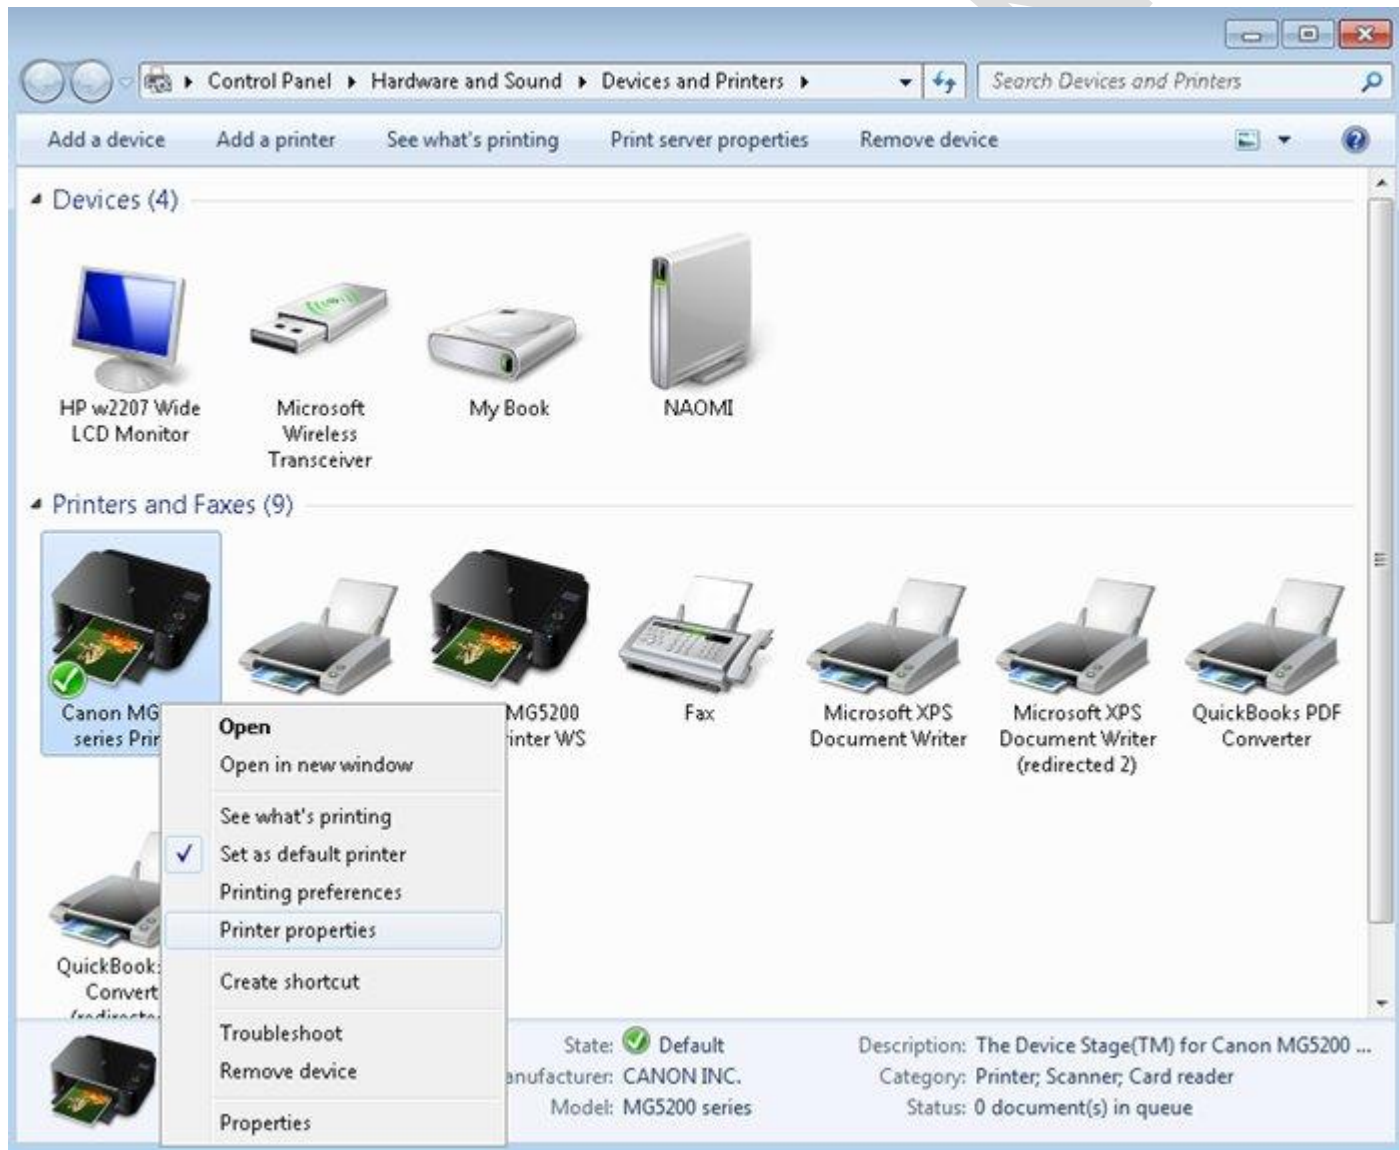 Control Panel Hardware and Sound Devices and Printers
Search Devices and Printers
Add a device Add a printer See what's printing Print server properties Remove device
Devices (4)
HP w2207 Wide
LCD Monitor
Microsoft
Wireless
Transceiver
My Book
NAOMI
Printers and Faxes (9)
Canon MG
series Prin
MG5200
inter WS
Fax
Microsoft XPS
Document Writer
Microsoft XPS
Document Writer
(redirected 2)
QuickBooks PDF
Converter
Open
Open in new window
See what's printing
Set as default printer
Printing preferences
Printer properties
Create shortcut
Troubleshoot
Remove device
Properties
QuickBook
Convert
State: Default
anufacturer: CANON INC.
Model: MG5200 series
Description: The Device Stage(TM) for Canon MG5200 ...
Category: Printer; Scanner; Card reader
Status: 0 document(s) in queue